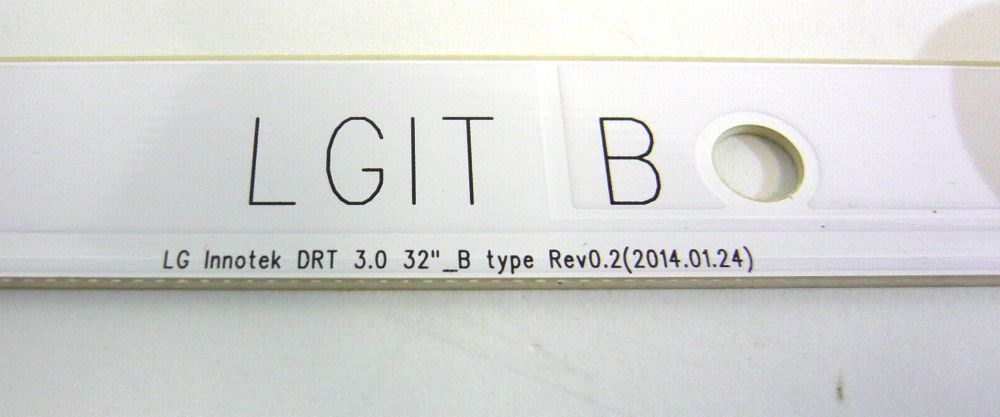 LGIT B
LG Innotek DRT 3.0 32"_B type Rev0.2(2014.01.24)